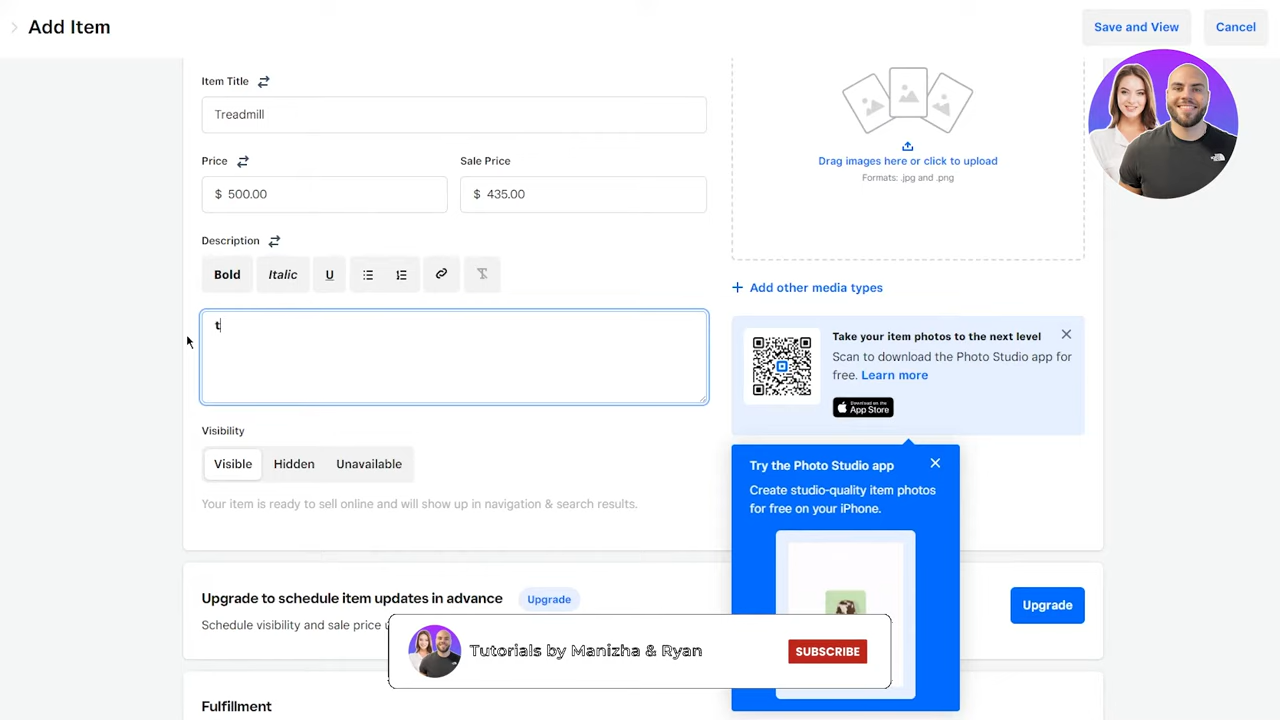 Add Item
Save and View
Cancel
Item Title
Treadmill
Price
Sale Price
$ 500.00
$ 435.00
Description
Bold
Italic
U
t
Visibility
Visible
Hidden
Unavailable
Your item is ready to sell online and will show up in navigation & search results.
Drag images here or click to upload
Formats: .jpg and .png
+ Add other media types
Take your item photos to the next level
Scan to download the Photo Studio app for
free. Learn more
Download on the
App Store
Try the Photo Studio app
Create studio-quality item photos
for free on your iPhone.
Upgrade to schedule item updates in advance
Upgrade
Schedule visibility and sale price
Upgrade
Tutorials by Manizha & Ryan
SUBSCRIBE
Fulfillment